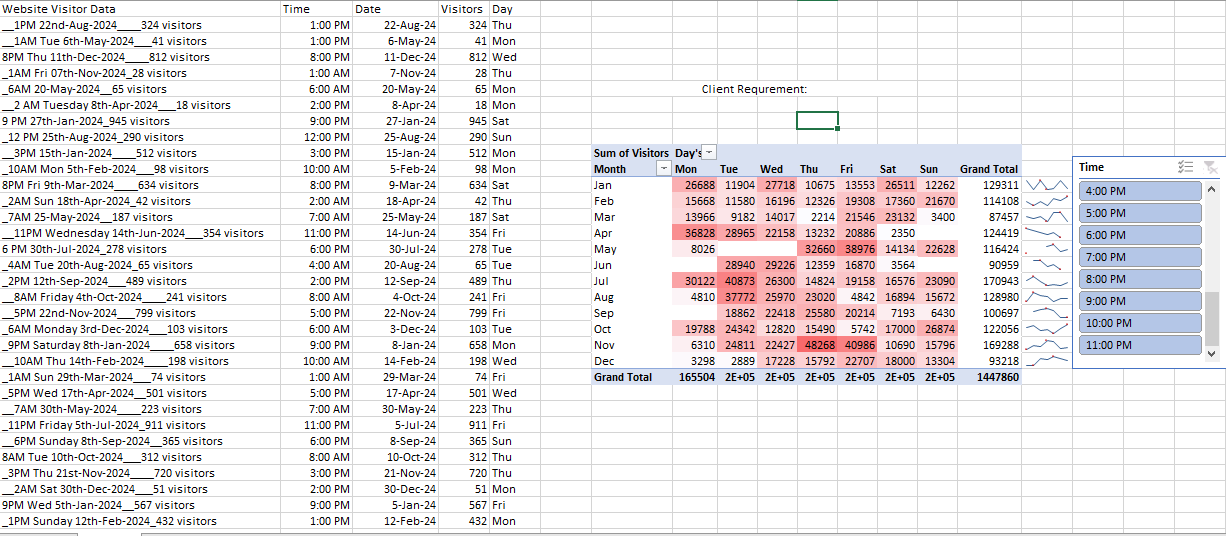 Website Visitor Data Time Date Visitors Day
__1PM 22nd-Aug-2024____324 visitors 1:00 PM 22-Aug-24 324 Thu
__1AM Tue 6th-May-2024___41 visitors 1:00 PM 6-May-24 41 Mon
8PM Thu 11th-Dec-2024____812 visitors 8:00 PM 11-Dec-24 812 Wed
_1AM Fri 07th-Nov-2024_28 visitors 1:00 AM 7-Nov-24 28 Thu
_6AM 20-May-2024__65 visitors 6:00 AM 20-May-24 65 Mon
__2 AM Tuesday 8th-Apr-2024___18 visitors 2:00 PM 8-Apr-24 18 Mon
9 PM 27th-Jan-2024_945 vsitors 9:00 PM 27-Jan-24 945 Sat
_12 PM 25th-Aug-2024_290 visitors 12:00 PM 25-Aug-24 290 Sun
__3PM 15th-Jan-2024____512 visitors 3:00 PM 15-Jan-24 512 Mon
_10AM Mon 5th-Feb-2024___98 visitors 10:00 AM 5-Feb-24 98 Mon
8PM Fri 9th-Mar-2024____634 visitors 8:00 PM 9-Mar-24 634 Sat
_2AM Sun 18th-Apr-2024_42 visitors 2:00 AM 18-Apr-24 42 Thu
_7AM 25-May-2024___187 visitors 7:00 AM 25-May-24 187 Sat
__11PM Wednesday 14th-Jun-2024___354 visitors 11:00 PM 14-Jun-24 354 Fri
6 PM 30th-Jul-2024_278 visitors 6:00 PM 30-Jul-24 278 Tue
_4AM Tue 20th-Aug-2024_65 visitors 4:00 AM 20-Aug-24 65 Tue
_2PM 12th-Sep-2024___489 visitors 2:00 PM 12-Sep-24 489 Thu
__8AM Friday 4th-Oct-2024____241 visitors 8:00 AM 4-Oct-24 241 Fri
__5PM 22nd-Nov-2024___799 visitors 5:00 PM 22-Nov-24 799 Fri
_6AM Monday 3rd-Dec-2024___103 visitors 6:00 AM 3-Dec-24 103 Tue
_9PM Saturday 8th-Jan-2024____658 visitors 9:00 PM 8-Jan-24 658 Mon
__10AM Thu 14th-Feb-2024_____198 visitors 10:00 AM 14-Feb-24 198 Wed
_1AM Sun 29th-Mar-2024___74 visitors 1:00 AM 29-Mar-24 74 Fri
_5PM Wed 17th-Apr-2024__501 visitors 5:00 PM 17-Apr-24 501 Wed
__7AM 30th-May-2024____223 visitors 7:00 AM 30-May-24 223 Thu
_11PM Friday 5th-Jul-2024_911 visitors 11:00 PM 5-Jul-24 911 Fri
__6PM Sunday 8th-Sep-2024__365 visitors 6:00 PM 8-Sep-24 365 Sun
8AM Tue 10th-Oct-2024___312 visitors 8:00 AM 10-Oct-24 312 Thu
_3PM Thu 21st-Nov-2024____720 visitors 3:00 PM 21-Nov-24 720 Thu
__2AM Sat 30th-Dec-2024___51 visitors 2:00 PM 30-Dec-24 51 Mon
9PM Wed 5th-Jan-2024__567 visitors 9:00 PM 5-Jan-24 567 Fri
_1PM Sunday 12th-Feb-2024_432 visitors 1:00 PM 12-Feb-24 432 Mon
Client Requrement:
Sum of Visitors Day's
Month Mon Tue Wed Thu Fri Sat Sun Grand Total
Jan 26688 11904 27718 10675 13553 26511 12262 129311
Feb 15668 11580 16196 12326 19308 17360 21670 114108
Mar 13966 9182 14017 2214 21546 23132 3400 87457
Apr 36828 28965 22158 13232 20886 2350 124419
May 8026 32660 38976 14134 22628 116424
Jun 28940 29226 12359 16870 3564 90959
Jul 30122 40873 26300 14824 19158 16576 23090 170943
Aug 4810 37772 25970 23020 4842 16894 15672 128980
Sep 18862 22418 25580 20214 7193 6430 100697
Oct 19788 24342 12820 15490 5742 17000 26874 122056
Nov 6310 24811 22427 48268 40986 10690 15796 169288
Dec 3298 2889 17228 15792 22707 18000 13304 93218
Grand Total 165504 2E+05 2E+05 2E+05 2E+05 2E+05 2E+05 1447860
Time
4:00 PM
5:00 PM
6:00 PM
7:00 PM
8:00 PM
9:00 PM
10:00 PM
11:00 PM